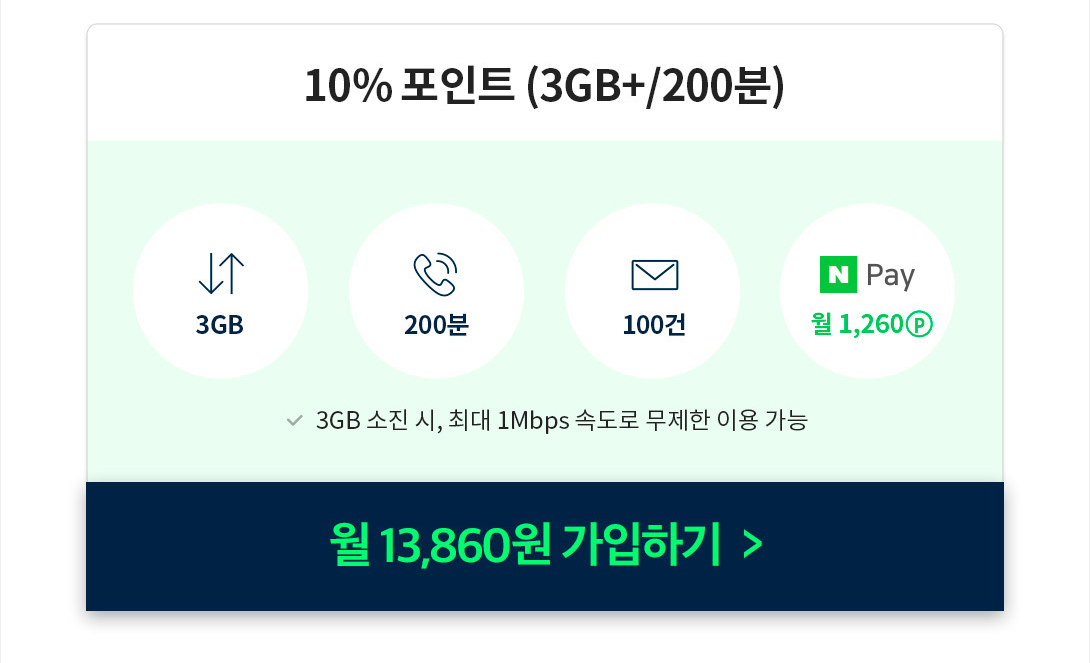 10% 포인트 (3GB+/200분)
3GB
200분
100건
N Pay
월 1,260Ⓟ
3GB 소진 시, 최대 1Mbps 속도로 무제한 이용 가능
월 13,860원 가입하기 >